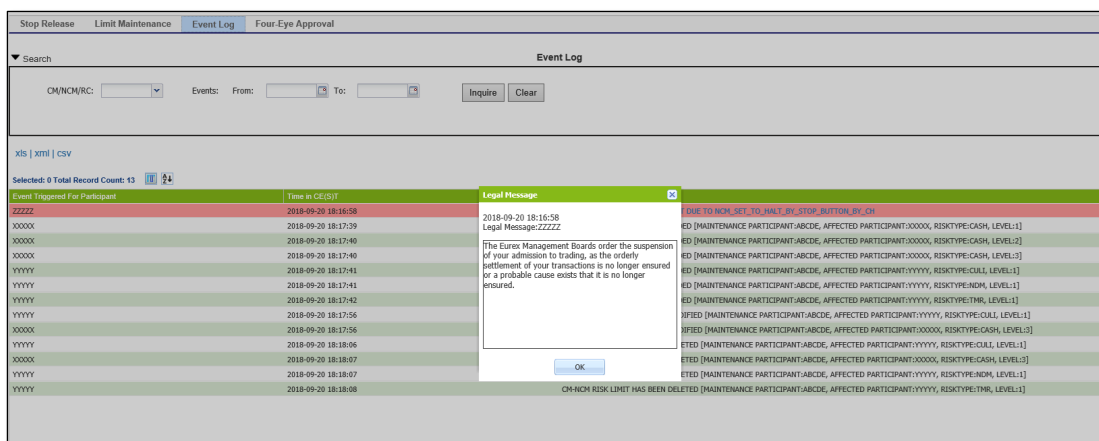 Stop Release Limit Maintenance Event Log Four-Eye Approval
Search Event Log
CM/NCM/RC: Events: From: To: Inquire Clear
xls | xml | csv
Selected: 0 Total Record Count: 13
Event Triggered For Participant Time in CE(S)T
ZZZZZ 2018-09-20 18:16:58 DUE TO NCM_SET_TO_HALT_BY_STOP_BUTTON_BY_CH
XXXXX 2018-09-20 18:17:39 ED [MAINTENANCE PARTICIPANT:ABCDE, AFFECTED PARTICIPANT:XXXXX, RISKTYPE:CASH, LEVEL:1]
XXXXX 2018-09-20 18:17:40 ED [MAINTENANCE PARTICIPANT:ABCDE, AFFECTED PARTICIPANT:XXXXX, RISKTYPE:CASH, LEVEL:2]
XXXXX 2018-09-20 18:17:40 ED [MAINTENANCE PARTICIPANT:ABCDE, AFFECTED PARTICIPANT:XXXXX, RISKTYPE:CASH, LEVEL:3]
YYYYY 2018-09-20 18:17:41 ED [MAINTENANCE PARTICIPANT:ABCDE, AFFECTED PARTICIPANT:YYYYY, RISKTYPE:CULI, LEVEL:1]
YYYYY 2018-09-20 18:17:41 ED [MAINTENANCE PARTICIPANT:ABCDE, AFFECTED PARTICIPANT:YYYYY, RISKTYPE:NDM, LEVEL:1]
YYYYY 2018-09-20 18:17:42 ED [MAINTENANCE PARTICIPANT:ABCDE, AFFECTED PARTICIPANT:YYYYY, RISKTYPE:TMR, LEVEL:1]
YYYYY 2018-09-20 18:17:56 DIFIED [MAINTENANCE PARTICIPANT:ABCDE, AFFECTED PARTICIPANT:YYYYY, RISKTYPE:CULI, LEVEL:1]
XXXXX 2018-09-20 18:17:56 DIFIED [MAINTENANCE PARTICIPANT:ABCDE, AFFECTED PARTICIPANT:XXXXX, RISKTYPE:CASH, LEVEL:3]
YYYYY 2018-09-20 18:18:06 ETED [MAINTENANCE PARTICIPANT:ABCDE, AFFECTED PARTICIPANT:YYYYY, RISKTYPE:CULI, LEVEL:1]
XXXXX 2018-09-20 18:18:07 ETED [MAINTENANCE PARTICIPANT:ABCDE, AFFECTED PARTICIPANT:XXXXX, RISKTYPE:CASH, LEVEL:3]
YYYYY 2018-09-20 18:18:07 ETED [MAINTENANCE PARTICIPANT:ABCDE, AFFECTED PARTICIPANT:YYYYY, RISKTYPE:NDM, LEVEL:1]
YYYYY 2018-09-20 18:18:08 CM-NCM RISK LIMIT HAS BEEN DELETED [MAINTENANCE PARTICIPANT:ABCDE, AFFECTED PARTICIPANT:YYYYY, RISKTYPE:TMR, LEVEL:1]
Legal Message
2018-09-20 18:16:58
Legal Message:ZZZZZ
The Eurex Management Boards order the suspension
of your admission to trading, as the orderly
settlement of your transactions is no longer ensured
or a probable cause exists that it is no longer
ensured.
OK